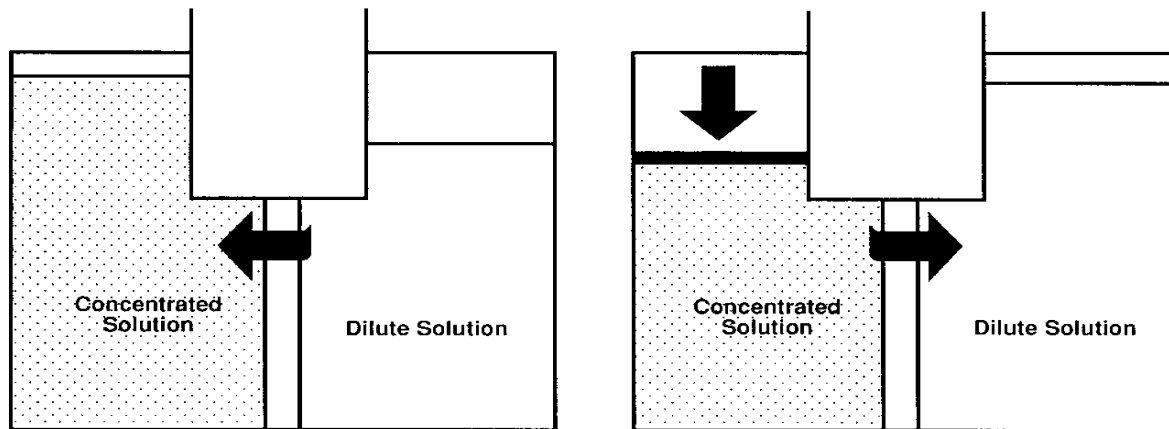 Concentrated
Solution
Dilute Solution
Concentrated
Solution
Dilute Solution